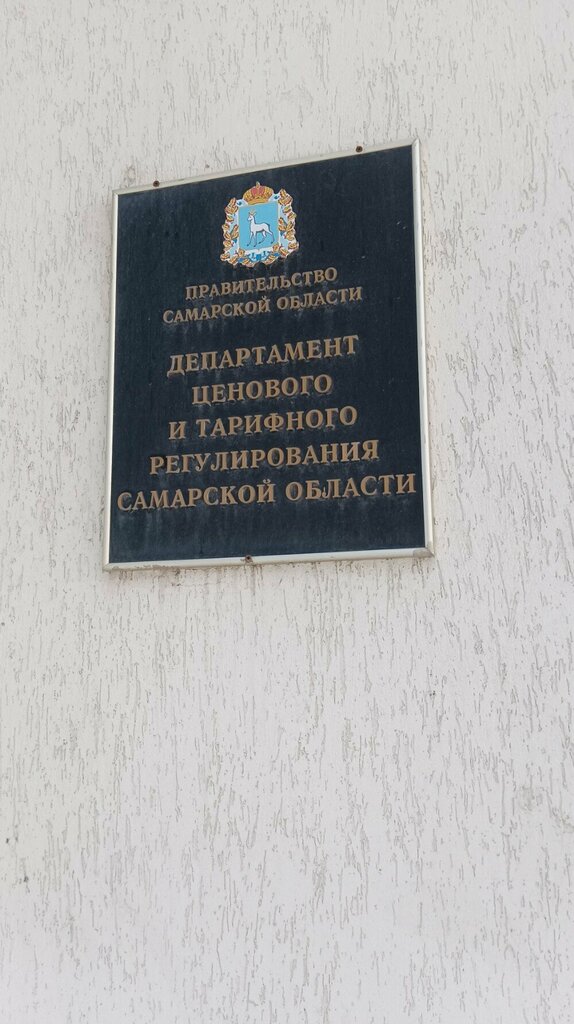 ПРАВИТЕЛЬСТВО
САМАРСКОЙ ОБЛАСТИ
ДЕПАРТАМЕНТ
ЦЕНОВОГО
И ТАРИФНОГО
РЕГУЛИРОВАНИЯ
САМАРСКОЙ ОБЛАСТИ